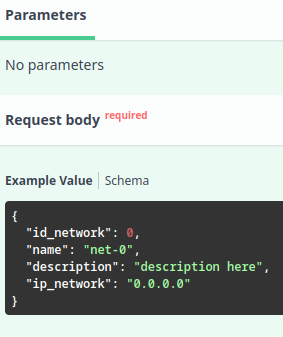 Parameters
No parameters
Request body required
Example Value Schema
{
"id_network": 0,
"name": "net-0",
"description": "description here",
"ip_network": "0.0.0.0"
}